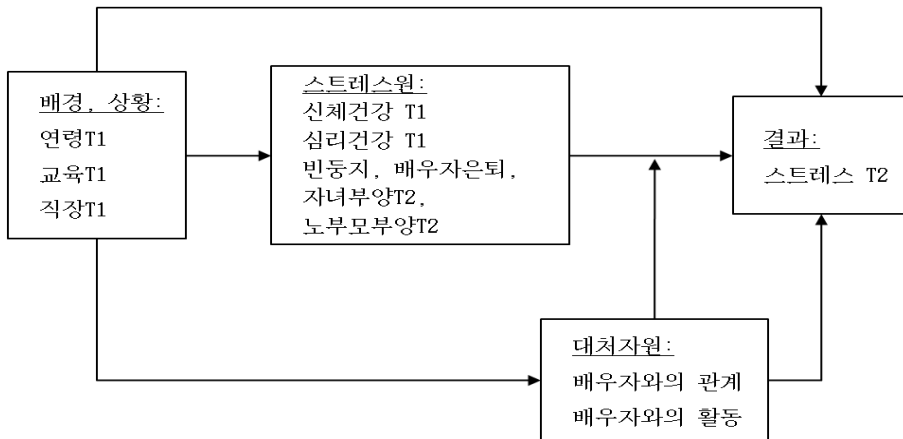 배경, 상황:
연령T1
교육T1
직장T1
스트레스원:
신체건강 T1
심리건강 T1
빈둥지, 배우자은퇴,
자녀부양T2,
노부모부양T2
결과:
스트레스 T2
대처자원:
배우자와의 관계
배우자와의 활동